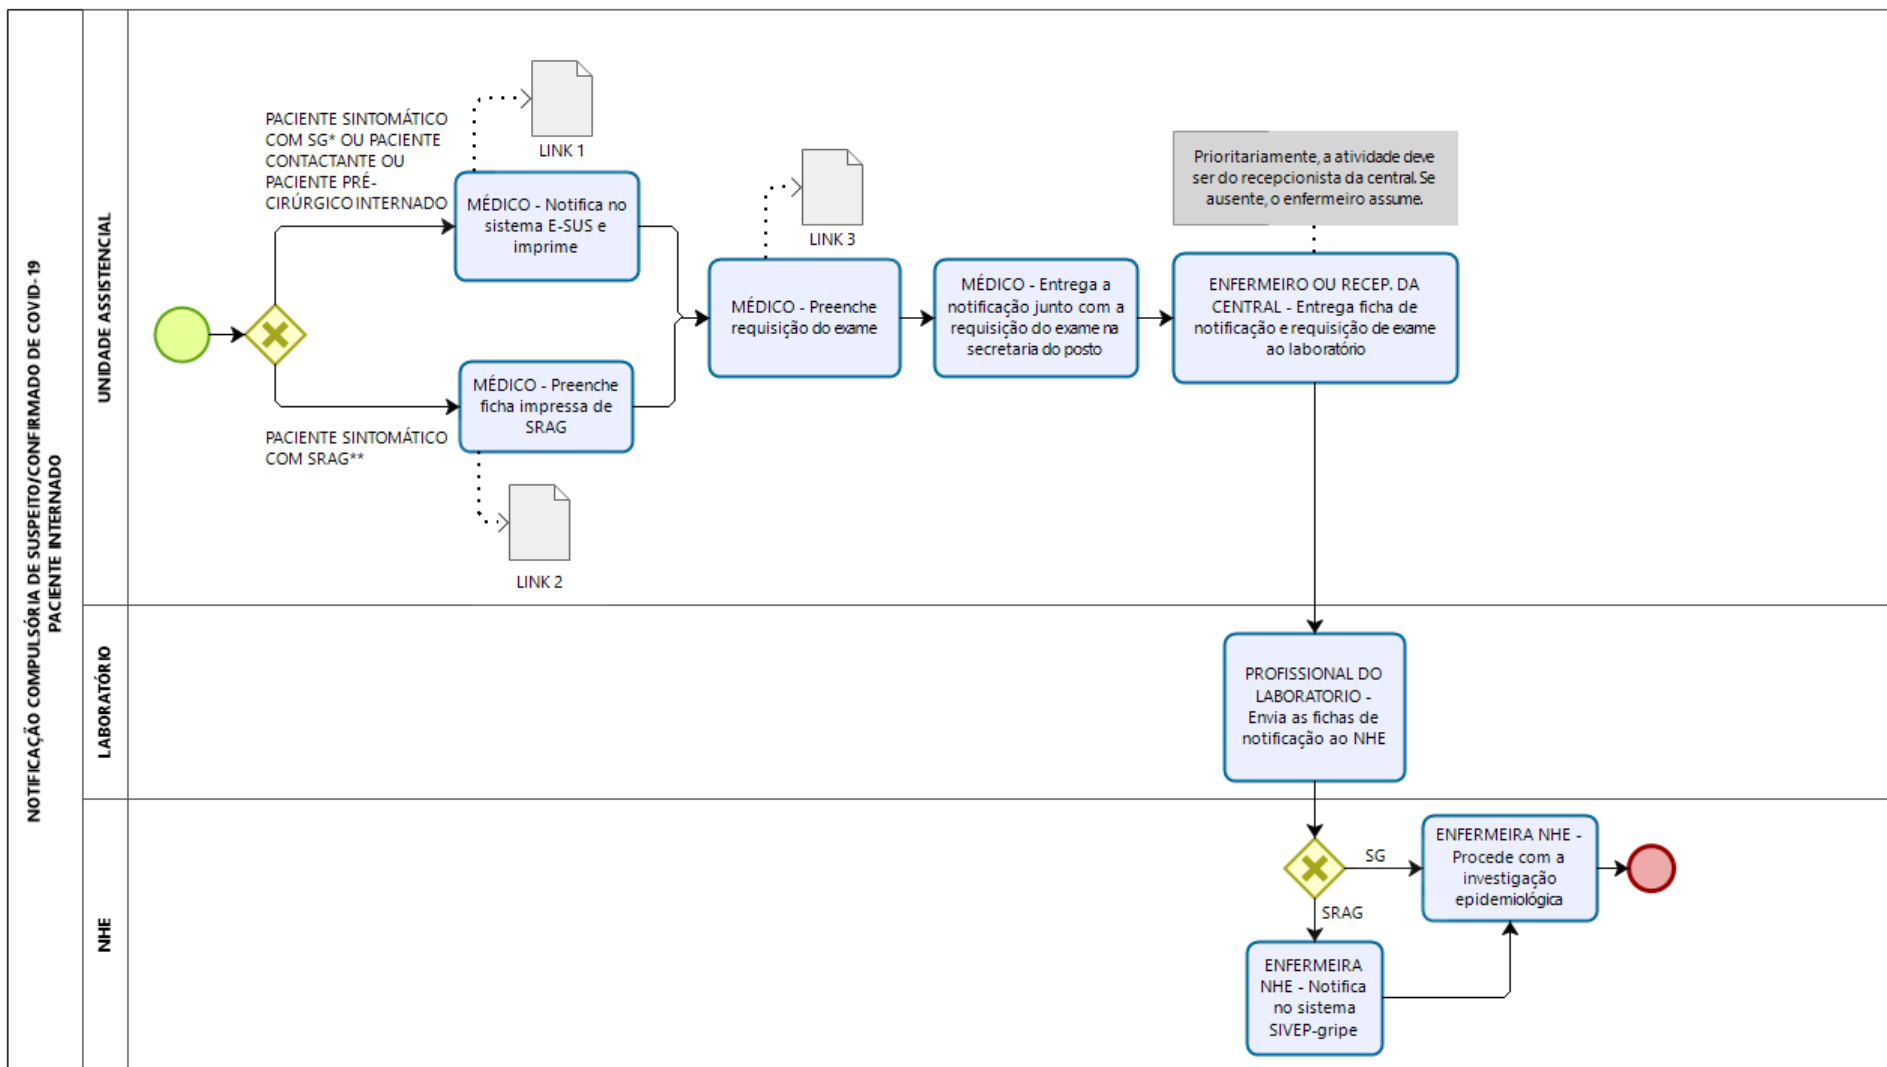 NOTIFICAÇÃO COMPULSÓRIA DE SUSPEITO/CONFIRMADO DE COVID-19
PACIENTE INTERNADO
UNIDADE ASSISTENCIAL
PACIENTE SINTOMÁTICO
COM SG* OU PACIENTE
CONTACTANTE OU
PACIENTE PRÉ-
CIRÚRGICO INTERNADO
LINK 1
MÉDICO - Notifica no
sistema E-SUS e
imprime
PACIENTE SINTOMÁTICO
COM SRAG**
MÉDICO - Preenche
ficha impressa de
SRAG
LINK 2
LINK 3
MÉDICO - Preenche
requisição do exame
MÉDICO - Entrega a
notificação junto com a
requisição do exame na
secretaria do posto
Prioritariamente, a atividade deve
ser do recepcionista da central. Se
ausente, o enfermeiro assume.
ENFERMEIRO OU RECEP. DA
CENTRAL - Entrega ficha de
notificação e requisição de exame
ao laboratório
LABORATÓRIO
PROFISSIONAL DO
LABORATORIO -
Envia as fichas de
notificação ao NHE
NHE
SG
SRAG
ENFERMEIRA NHE -
Procede com a
investigação
epidemiológica
ENFERMEIRA
NHE - Notifica
no sistema
SIVEP-gripe